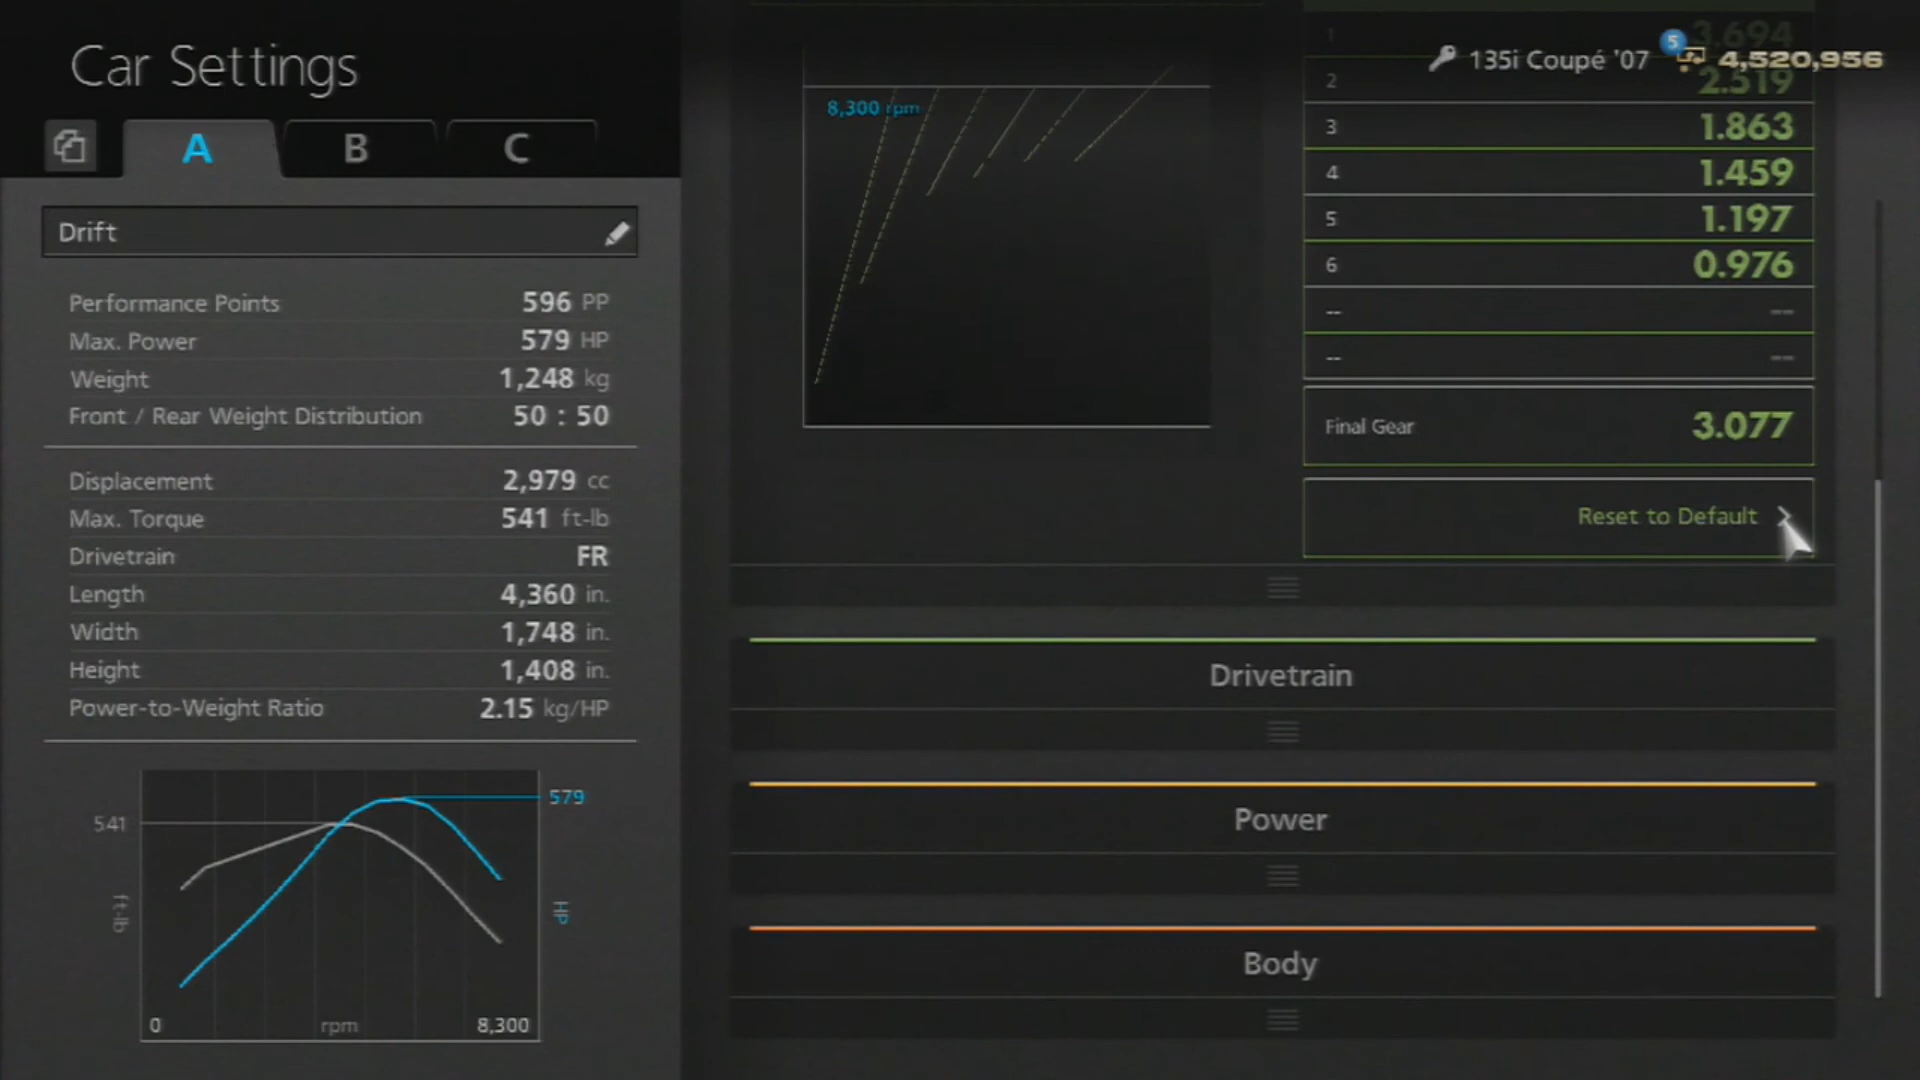 Car Settings
A B C
Drift
Performance Points 596 PP
Max. Power 579 HP
Weight 1,248 kg
Front / Rear Weight Distribution 50 : 50
Displacement 2,979 cc
Max. Torque 541 ft-lb
Drivetrain FR
Length 4,360 in.
Width 1,748 in.
Height 1,408 in.
Power-to-Weight Ratio 2.15 kg/HP
579
541
ft-lb
HP
0 rpm 8,300
8,300 rpm
135i Coupé '07 5 4,520,956
1 3.694
2 2.519
3 1.863
4 1.459
5 1.197
6 0.976
-- --
-- --
Final Gear 3.077
Reset to Default
Drivetrain
Power
Body